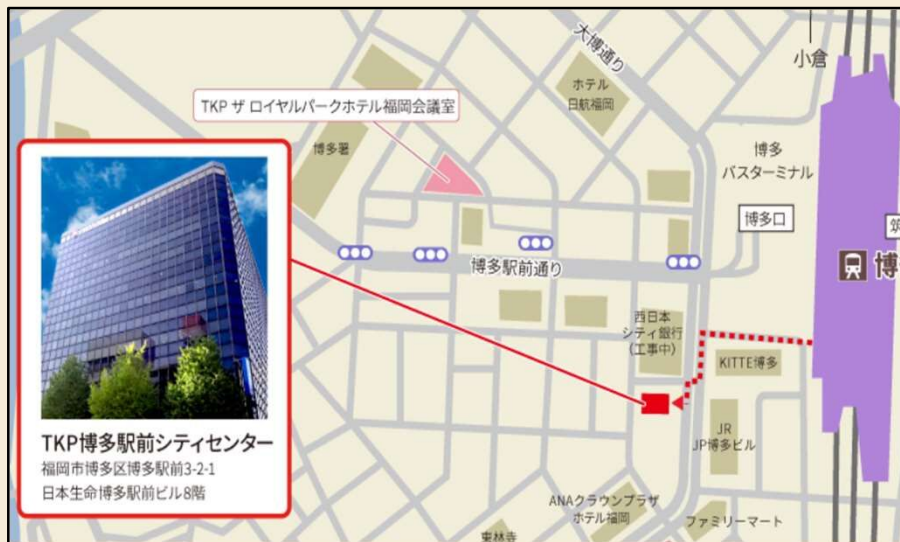 小倉
大博通り
ホテル
日航福岡
TKP ザ ロイヤルパークホテル福岡会議室
博多署
博多
バスターミナル
博多口
筑
博
博多駅前通り
西日本
シティ銀行
(工事中)
KITTE博多
JR
JP博多ビル
TKP博多駅前シティセンター
福岡市博多区博多駅前3-2-1
日本生命博多駅前ビル8階
ANAクラウンプラザ
ホテル福岡
ファミリーマート
東林寺